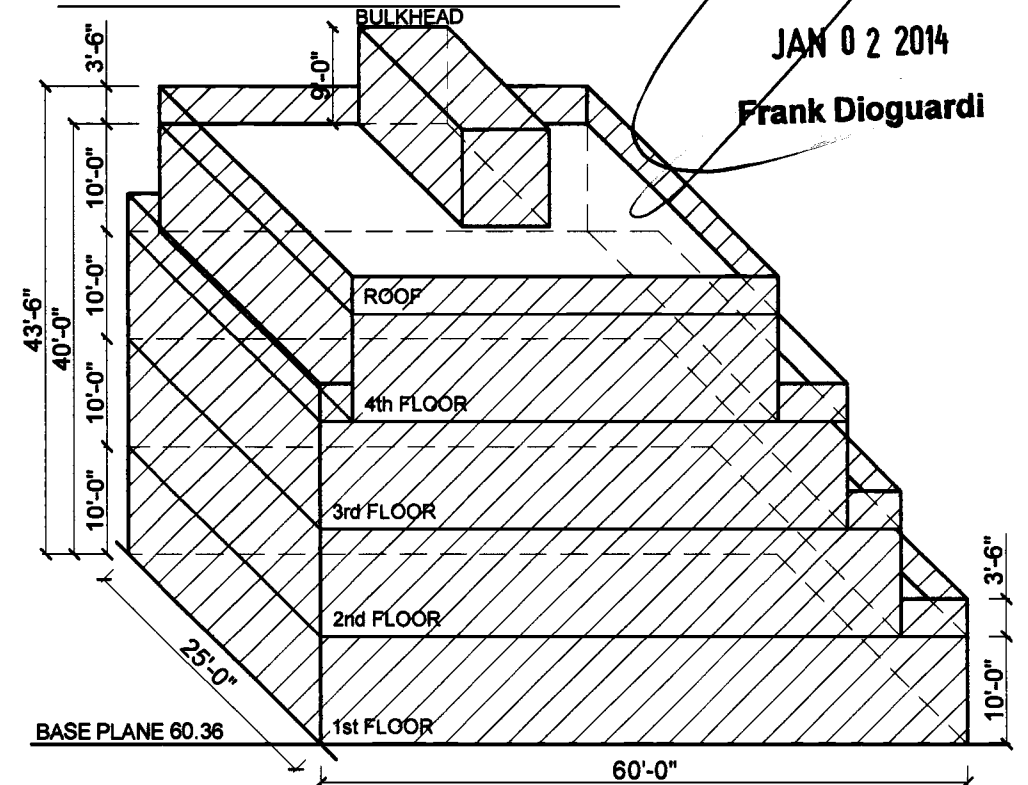 BULKHEAD
3'-6"
9'-0"
JAN 02 2014
Frank Dioguardi
10'-0"
10'-0"
43'-6"
40'-0"
ROOF
10'-0"
4th FLOOR
10'-0"
3rd FLOOR
3'-6"
2nd FLOOR
25'-0"
10'-0"
BASE PLANE 60.36
1st FLOOR
60'-0"